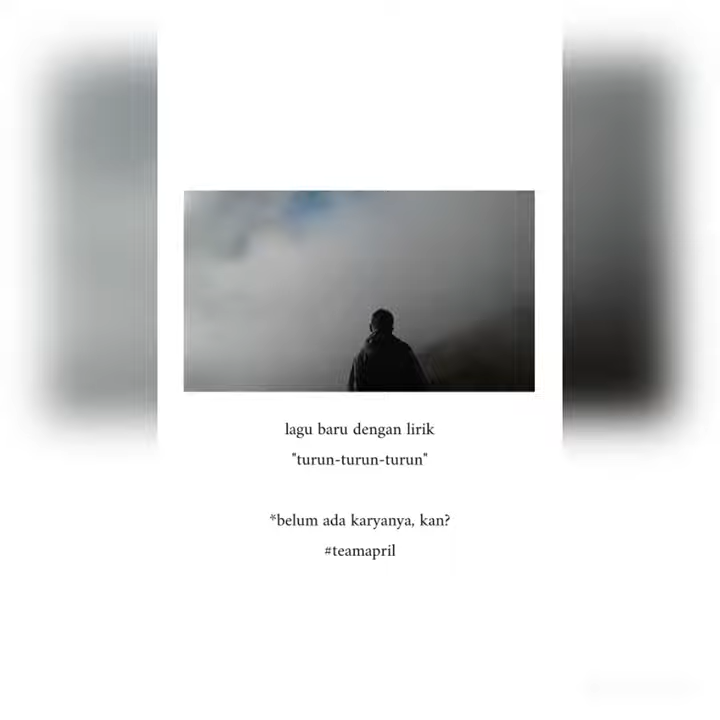 lagu baru dengan lirik
"turun-turun-turun"
*belum ada karyanya, kan?
#teamapril